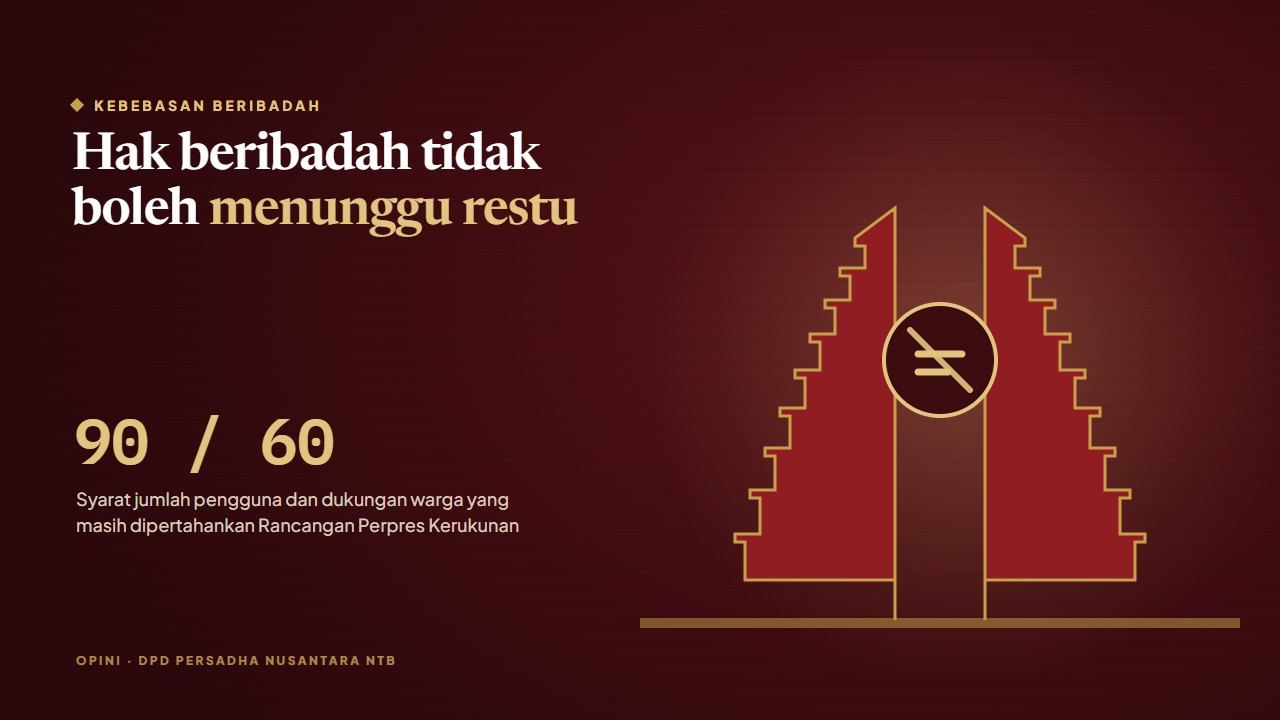 KEBEBASAN BERIBADAH
Hak beribadah tidak
boleh menunggu restu
90 / 60
Syarat jumlah pengguna dan dukungan warga yang
masih dipertahankan Rancangan Perpres Kerukunan
OPINI · DPD PERSADHA NUSANTARA NTB